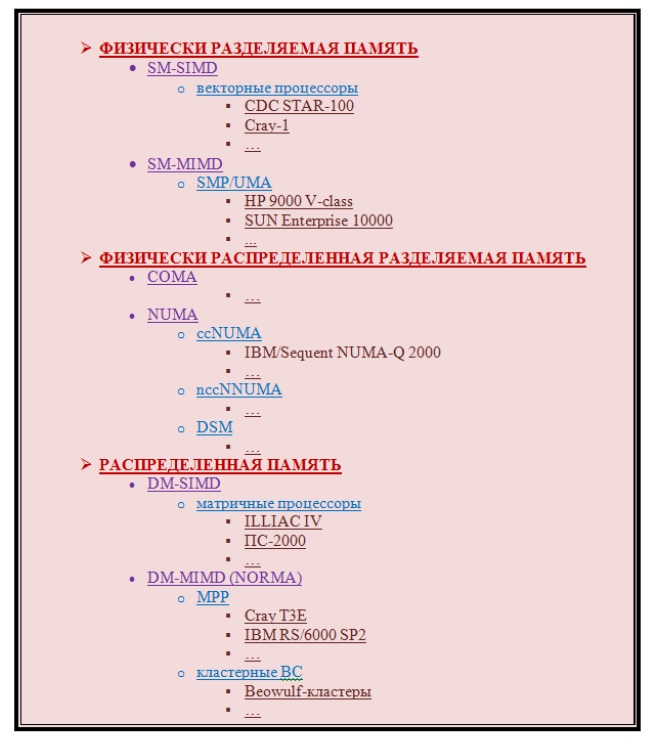 ФИЗИЧЕСКИ РАЗДЕЛЯЕМАЯ ПАМЯТЬ
SM-SIMD
векторные процессоры
CDC STAR-100
Cray-1
…
SM-MIMD
SMP/UMA
HP 9000 V-class
SUN Enterprise 10000
...
ФИЗИЧЕСКИ РАСПРЕДЕЛЕННАЯ РАЗДЕЛЯЕМАЯ ПАМЯТЬ
COMA
…
NUMA
ccNUMA
IBM/Sequent NUMA-Q 2000
…
nccNNUMA
…
DSM
…
РАСПРЕДЕЛЕННАЯ ПАМЯТЬ
DM-SIMD
матричные процессоры
ILLIAC IV
ПС-2000
…
DM-MIMD (NORMA)
MPP
Cray T3E
IBM RS/6000 SP2
…
кластерные ВС
Beowulf-кластеры
…